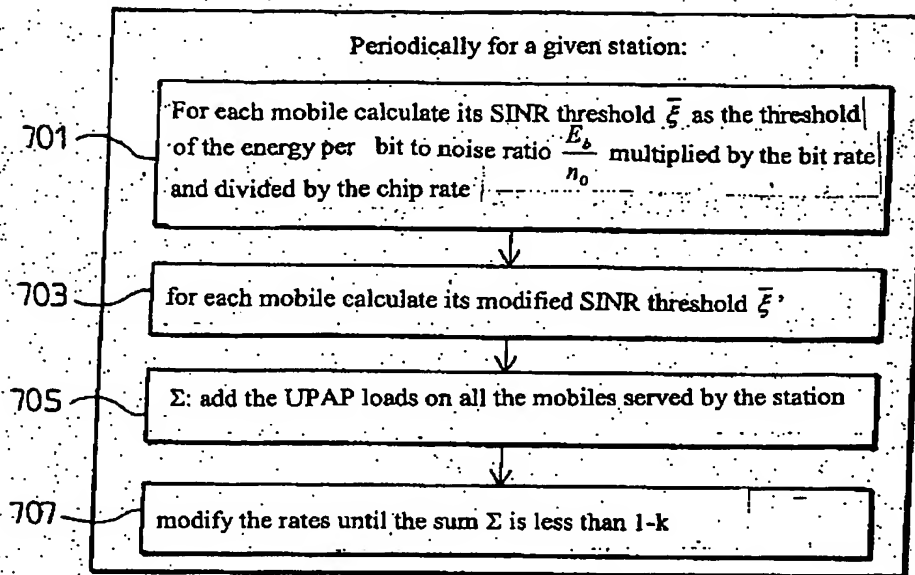 Periodically for a given station:
701
For each mobile calculate its SINR threshold ξ̄ as the threshold
of the energy per bit to noise ratio E_b/n_0 multiplied by the bit rate
and divided by the chip rate
703
for each mobile calculate its modified SINR threshold ξ̄'
705
Σ: add the UPAP loads on all the mobiles served by the station
707
modify the rates until the sum Σ is less than 1-k